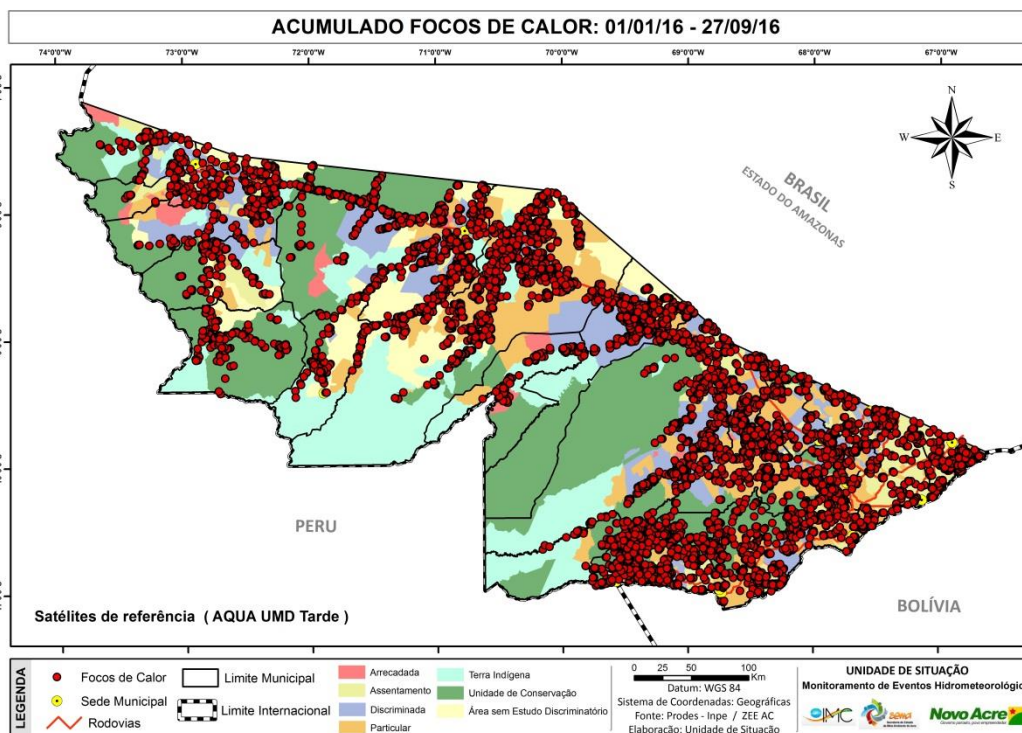 ACUMULADO FOCOS DE CALOR: 01/01/16 - 27/09/16
74°0'0"W 73°0'0"W 72°0'0"W 71°0'0"W 70°0'0"W 69°0'0"W 68°0'0"W 67°0'0"W
N
W E
S
BRASIL
ESTADO DO AMAZONAS
PERU
BOLÍVIA
Satélites de referência ( AQUA UMD Tarde )
LEGENDA
Focos de Calor
Sede Municipal
Rodovias
Limite Municipal
Limite Internacional
Arrecadada
Assentamento
Discriminada
Particular
Terra Indígena
Unidade de Conservação
Área sem Estudo Discriminatório
0 25 50 100
Km
Datum: WGS 84
Sistema de Coordenadas: Geográficas
Fonte: Prodes - Inpe / ZEE AC
Elaboração: Unidade de Situação
UNIDADE DE SITUAÇÃO
Monitoramento de Eventos Hidrometeorológic
IMC
sema
Novo Acre